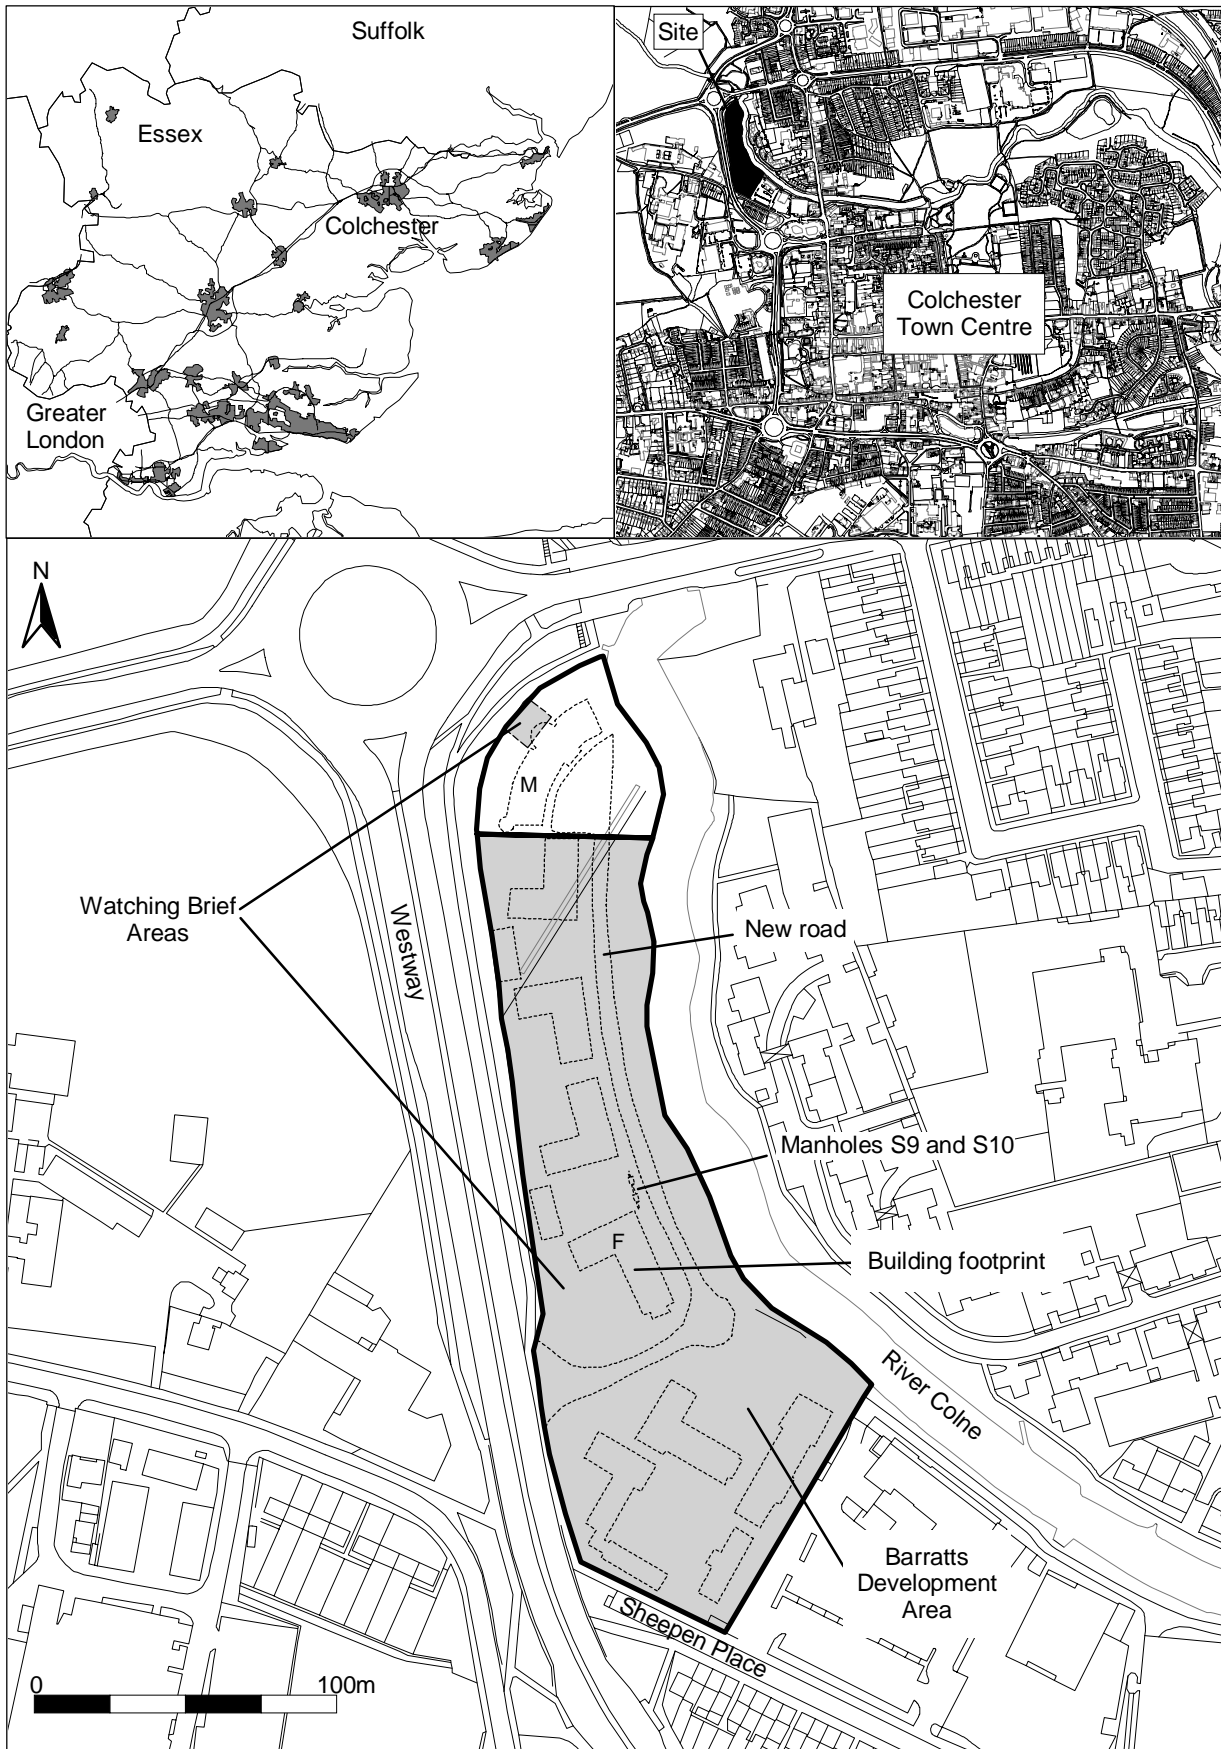 Suffolk
Essex
Colchester
Greater
London
Site
Colchester
Town Centre
N
M
Watching Brief
Areas
Westway
New road
Manholes S9 and S10
F
Building footprint
River Colne
Barratts
Development
Area
Sheepen Place
0
100m